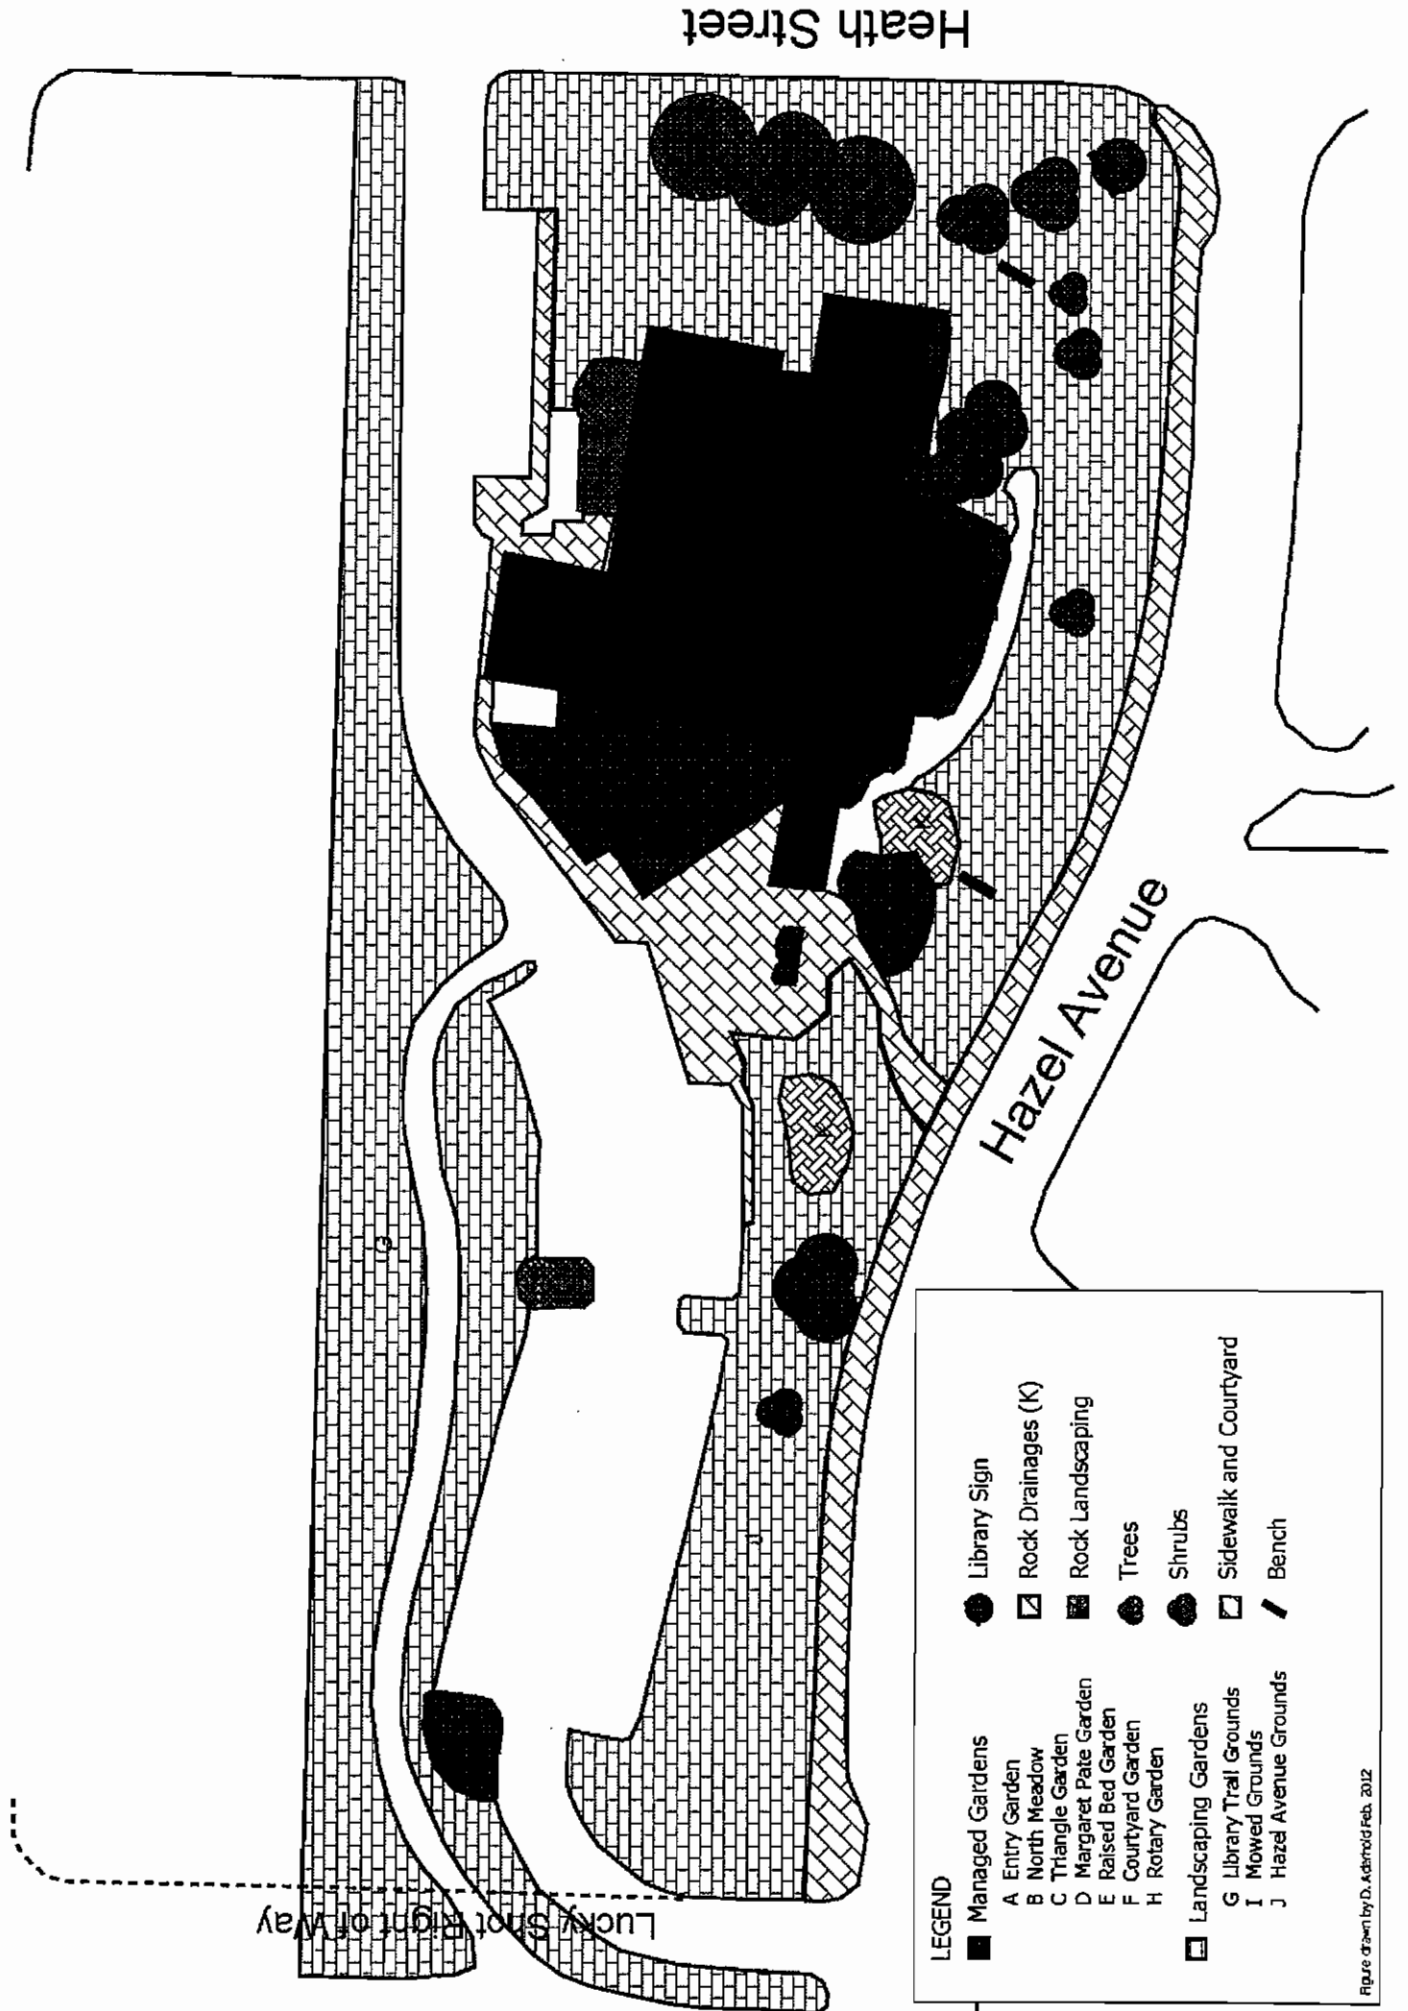 Heath Street
Hazel Avenue
Lucky Shot Right of Way
G
J
K
K
LEGEND
Managed Gardens
A Entry Garden
B North Meadow
C Triangle Garden
D Margaret Pate Garden
E Raised Bed Garden
F Courtyard Garden
H Rotary Garden
Landscaping Gardens
G Library Trail Grounds
I Mowed Grounds
J Hazel Avenue Grounds
Library Sign
Rock Drainages (K)
Rock Landscaping
Trees
Shrubs
Sidewalk and Courtyard
Bench
Figure drawn by D. Aderhold Feb. 2012